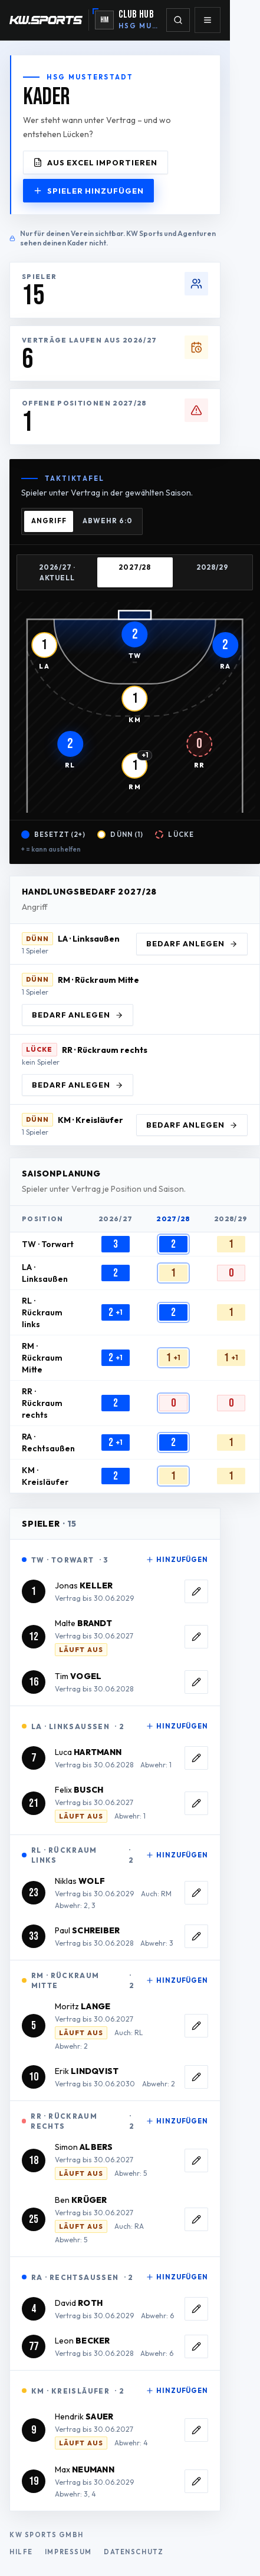 KW.SPORTS
HM
CLUB HUB
HSG MU...
HSG MUSTERSTADT
KADER
Wer steht wann unter Vertrag – und wo
entstehen Lücken?
AUS EXCEL IMPORTIEREN
SPIELER HINZUFÜGEN
Nur für deinen Verein sichtbar. KW Sports und Agenturen
sehen deinen Kader nicht.
SPIELER
15
VERTRÄGE LAUFEN AUS 2026/27
6
OFFENE POSITIONEN 2027/28
1
TAKTIKTAFEL
Spieler unter Vertrag in der gewählten Saison.
ANGRIFF
ABWEHR 6:0
2026/27 ·
AKTUELL
2027/28
2028/29
2
TW
1
LA
2
RA
1
KM
2
RL
0
RR
+1
1
RM
BESETZT (2+)
DÜNN (1)
LÜCKE
+ = kann aushelfen
HANDLUNGSBEDARF 2027/28
Angriff
DÜNN
LA · Linksaußen
1 Spieler
BEDARF ANLEGEN
DÜNN
RM · Rückraum Mitte
1 Spieler
BEDARF ANLEGEN
LÜCKE
RR · Rückraum rechts
kein Spieler
BEDARF ANLEGEN
DÜNN
KM · Kreisläufer
1 Spieler
BEDARF ANLEGEN
SAISONPLANUNG
Spieler unter Vertrag je Position und Saison.
POSITION 2026/27 2027/28 2028/29
TW · Torwart 3 2 1
LA ·
Linksaußen 2 1 0
RL ·
Rückraum
links 2 +1 2 1
RM ·
Rückraum
Mitte 2 +1 1 +1 1 +1
RR ·
Rückraum
rechts 2 0 0
RA ·
Rechtsaußen 2 +1 2 1
KM ·
Kreisläufer 2 1 1
SPIELER · 15
TW · TORWART · 3
HINZUFÜGEN
1
Jonas KELLER
Vertrag bis 30.06.2029
12
Malte BRANDT
Vertrag bis 30.06.2027
LÄUFT AUS
16
Tim VOGEL
Vertrag bis 30.06.2028
LA · LINKSAUSSEN · 2
HINZUFÜGEN
7
Luca HARTMANN
Vertrag bis 30.06.2028 Abwehr: 1
21
Felix BUSCH
Vertrag bis 30.06.2027
LÄUFT AUS Abwehr: 1
RL · RÜCKRAUM
LINKS
· 2
HINZUFÜGEN
23
Niklas WOLF
Vertrag bis 30.06.2029 Auch: RM
Abwehr: 2, 3
33
Paul SCHREIBER
Vertrag bis 30.06.2028 Abwehr: 3
RM · RÜCKRAUM
MITTE
· 2
HINZUFÜGEN
5
Moritz LANGE
Vertrag bis 30.06.2027
LÄUFT AUS Auch: RL
Abwehr: 2
10
Erik LINDQVIST
Vertrag bis 30.06.2030 Abwehr: 2
RR · RÜCKRAUM
RECHTS
· 2
HINZUFÜGEN
18
Simon ALBERS
Vertrag bis 30.06.2027
LÄUFT AUS Abwehr: 5
25
Ben KRÜGER
Vertrag bis 30.06.2027
LÄUFT AUS Auch: RA
Abwehr: 5
RA · RECHTSAUSSEN · 2
HINZUFÜGEN
4
David ROTH
Vertrag bis 30.06.2029 Abwehr: 6
77
Leon BECKER
Vertrag bis 30.06.2028 Abwehr: 6
KM · KREISLÄUFER · 2
HINZUFÜGEN
9
Hendrik SAUER
Vertrag bis 30.06.2027
LÄUFT AUS Abwehr: 4
19
Max NEUMANN
Vertrag bis 30.06.2029
Abwehr: 3, 4
KW SPORTS GMBH
HILFE IMPRESSUM DATENSCHUTZ